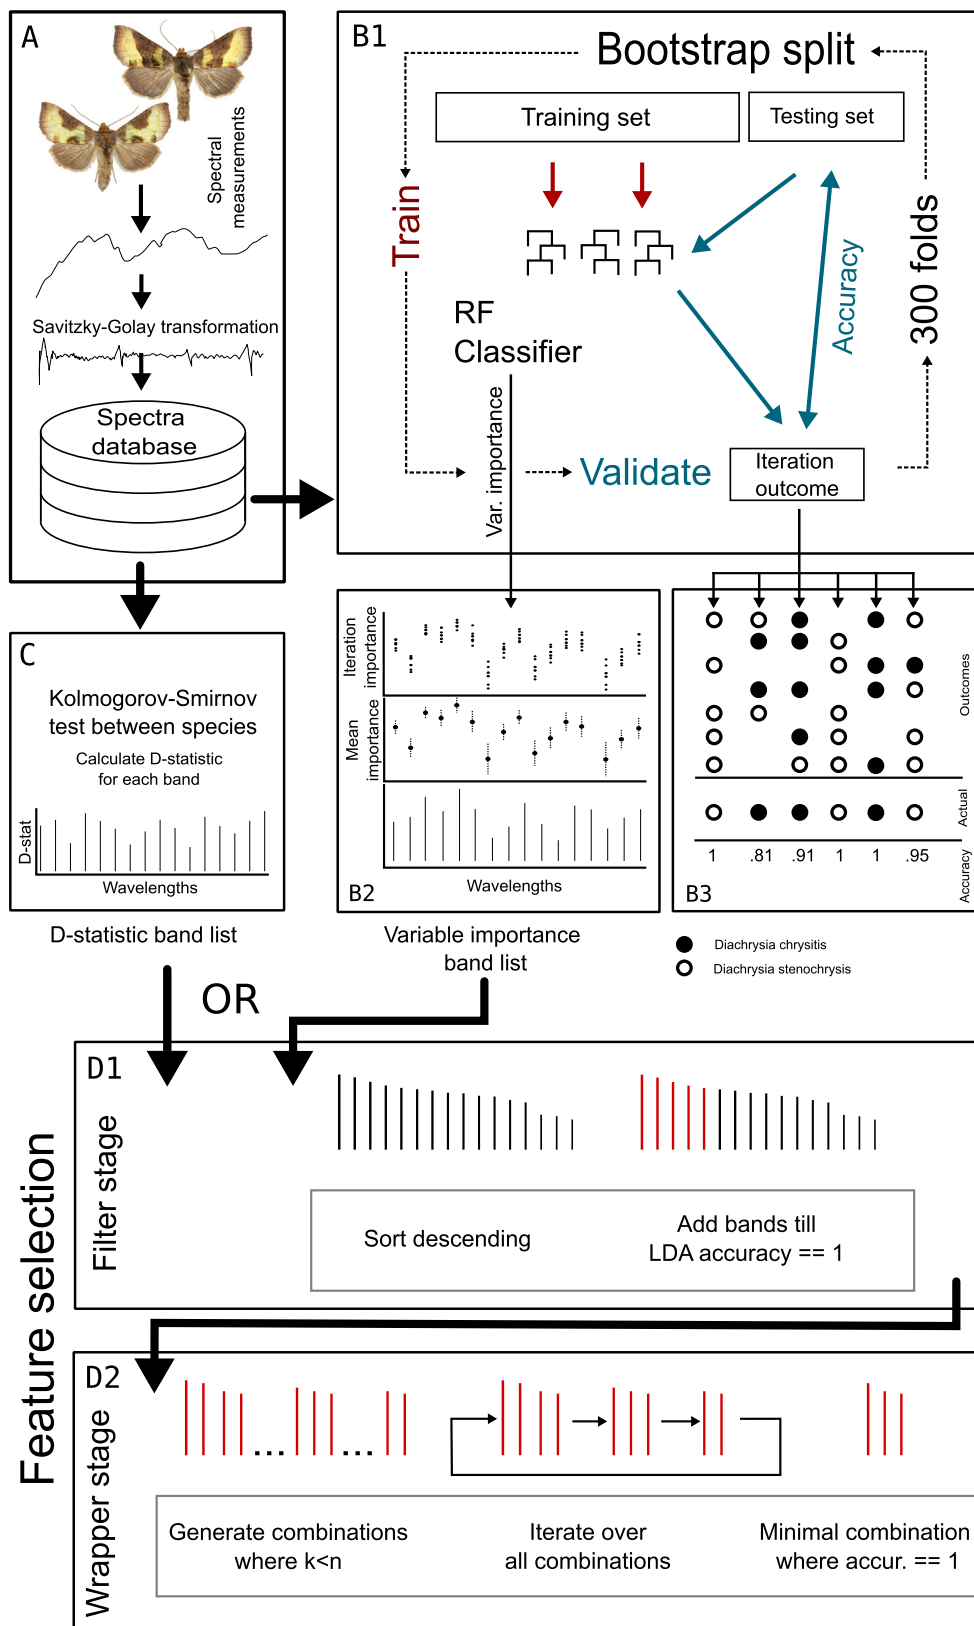 A
Spectral
measurements
Savitzky-Golay transformation
Spectra
database
B1
Bootstrap split
Training set
Testing set
Train
RF
Classifier
Accuracy
300 folds
Var. importance
Validate
Iteration
outcome
C
Kolmogorov-Smirnov
test between species
Calculate D-statistic
for each band
D-stat
Wavelengths
D-statistic band list
Iteration
importance
Mean
importance
B2
Wavelengths
Variable importance
band list
Outcomes
Actual
Accuracy
1 .81 .91 1 1 .95
B3
Diachrysia chrysitis
Diachrysia stenochrysis
OR
Feature selection
D1
Filter stage
Sort descending
Add bands till
LDA accuracy == 1
D2
Wrapper stage
Generate combinations
where k<n
Iterate over
all combinations
Minimal combination
where accur. == 1